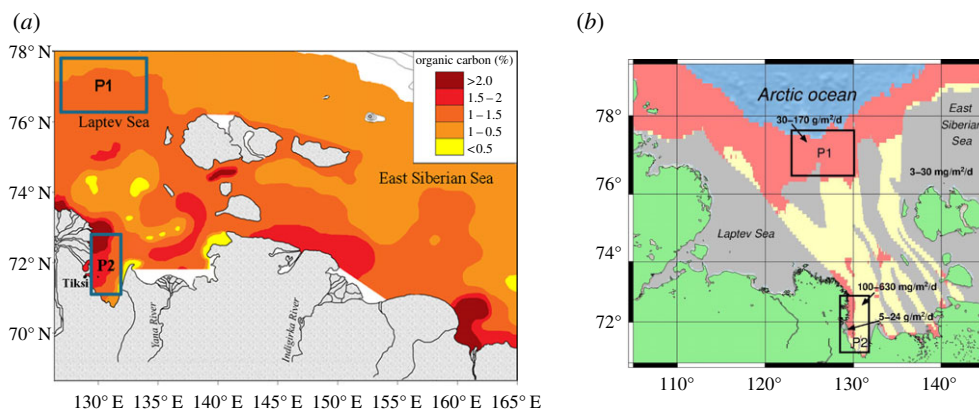 (a)
78° N
76° N
74° N
72° N
70° N
organic carbon (%)
>2.0
1.5–2
1–1.5
1–0.5
<0.5
P1
Laptev Sea
East Siberian Sea
P2
Tiksi
Yana River
Indigirka River
130° E 135° E 140° E 145° E 150° E 155° E 160° E 165° E
(b)
78°
76°
74°
72°
Arctic ocean
30–170 g/m²/d
P1
East
Siberian
Sea
3–30 mg/m²/d
Laptev Sea
100–630 mg/m²/d
5–24 g/m²/d
P2
110° 120° 130° 140°